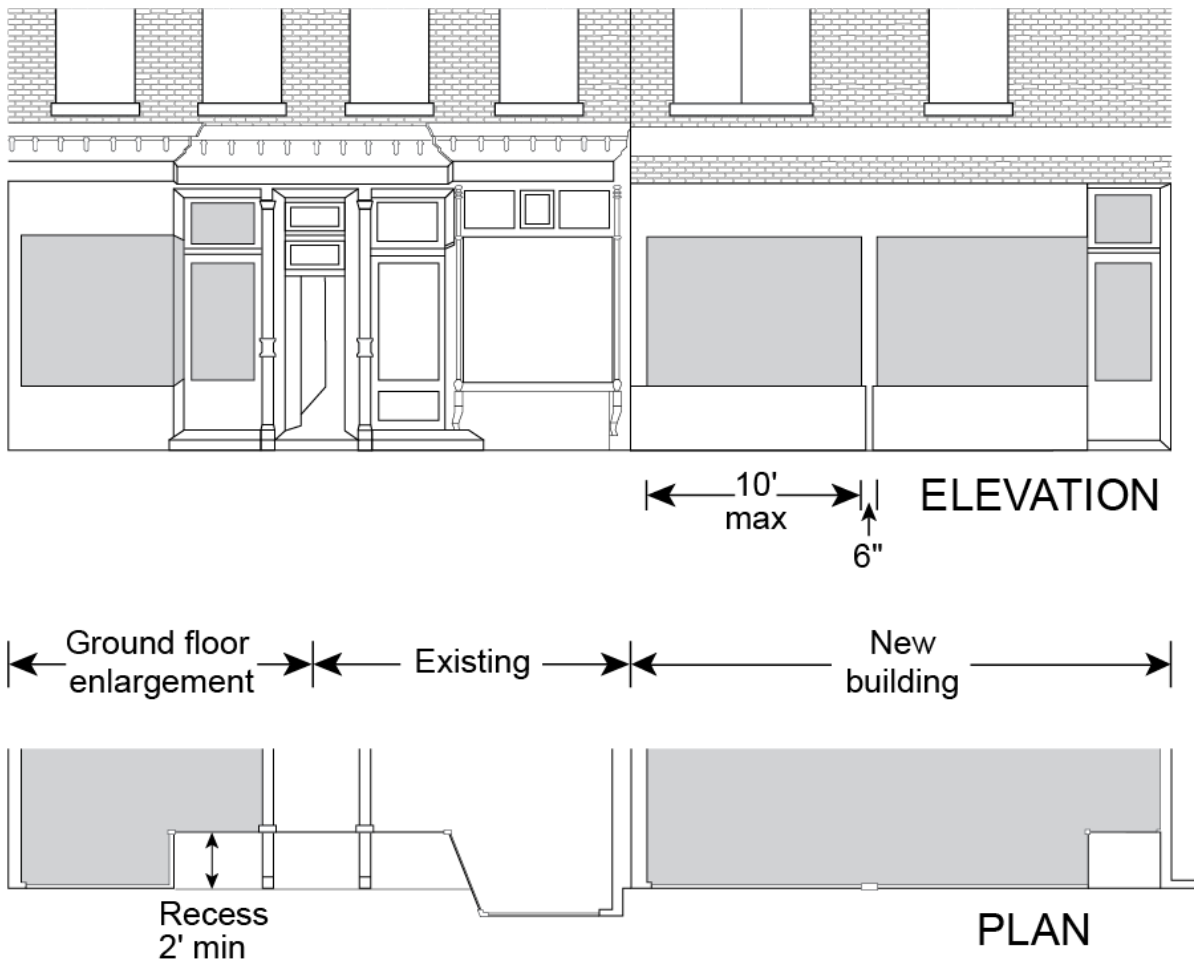 10'
max
ELEVATION
6"
Ground floor
enlargement
Existing
New
building
Recess
2' min
PLAN